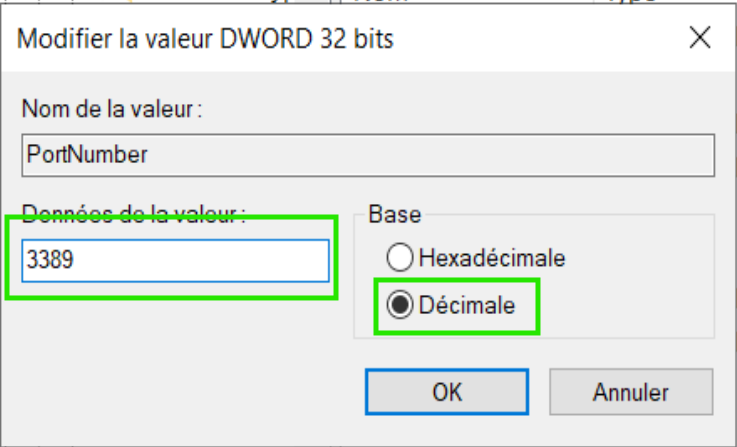 Modifier la valeur DWORD 32 bits
Nom de la valeur :
PortNumber
Données de la valeur :
3389
Base
Hexadécimale
Décimale
OK
Annuler